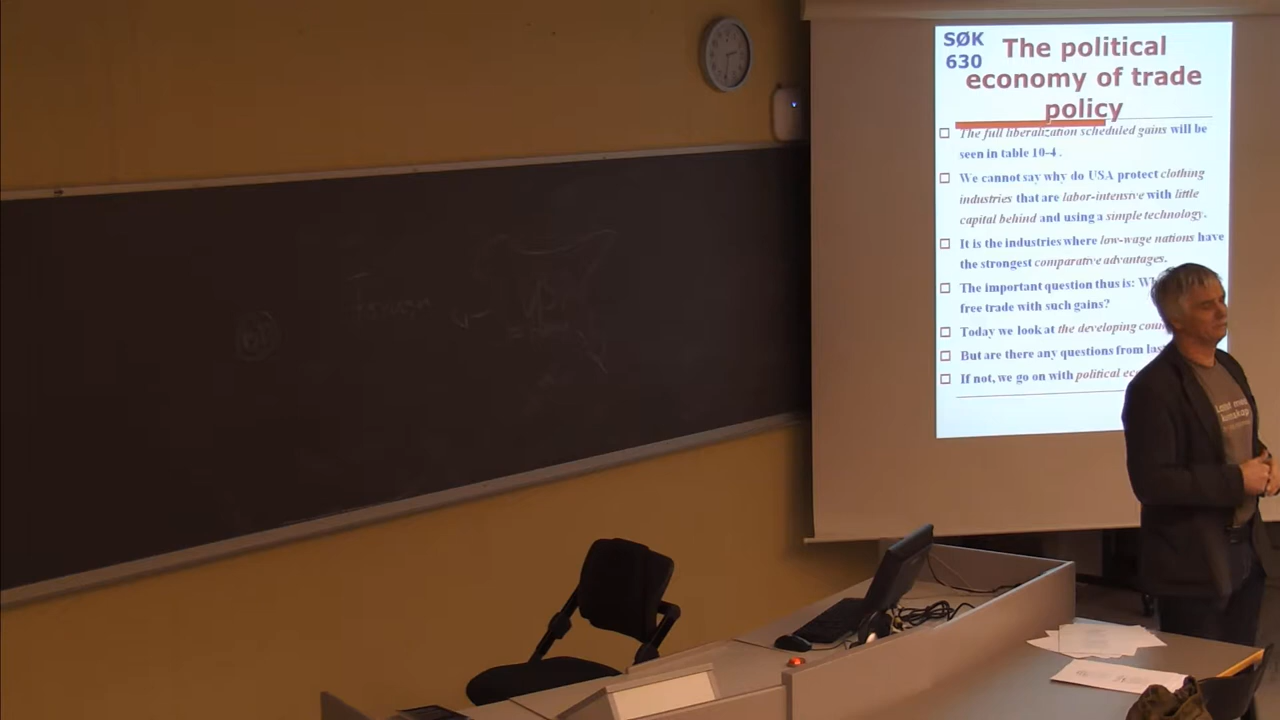 SØK
630
The political
economy of trade
policy
The full liberalization scheduled gains will be
seen in table 10-4 .
We cannot say why do USA protect clothing
industries that are labor-intensive with little
capital behind and using a simple technology.
It is the industries where low-wage nations have
the strongest comparative advantages.
The important question thus is:
free trade with such gains?
Today we look at the developing
But are there any questions from
If not, we go on with political